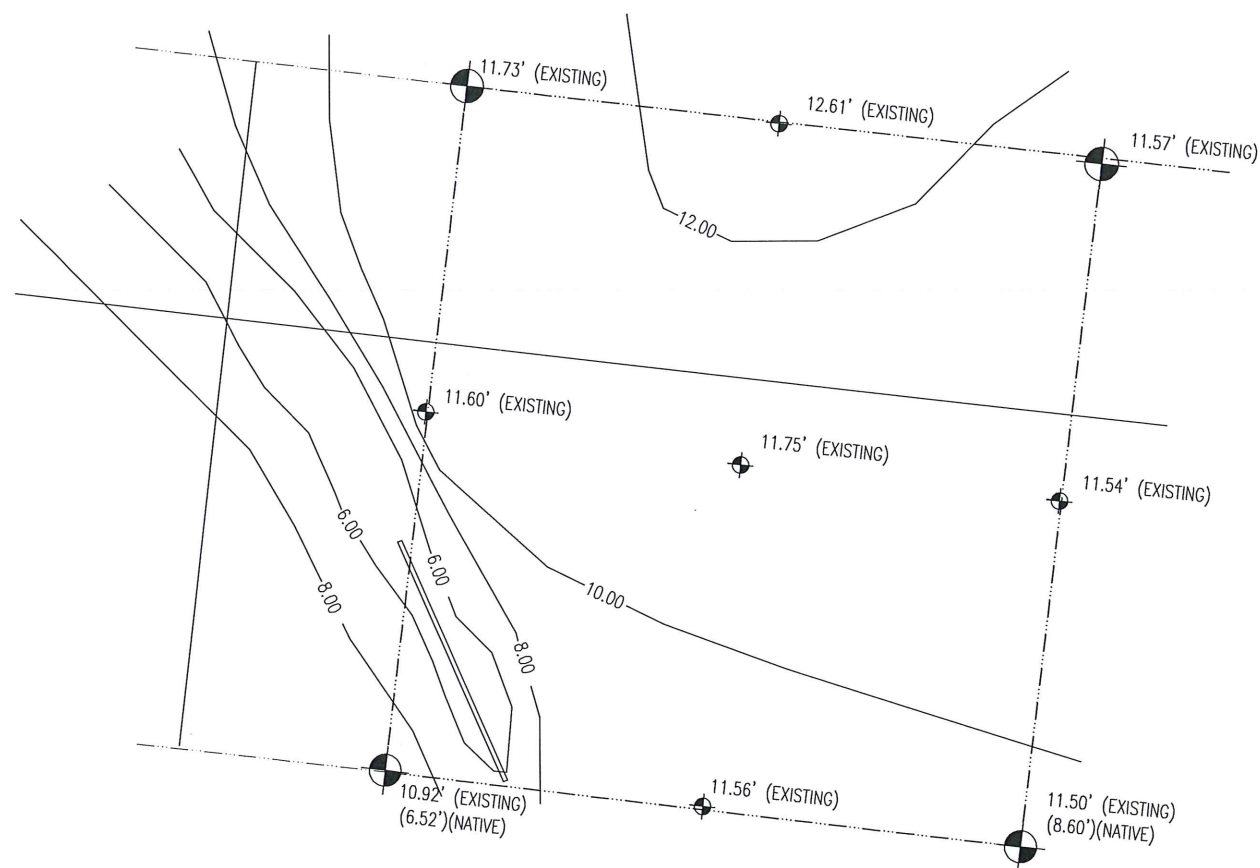 11.73' (EXISTING)
12.61' (EXISTING)
11.57' (EXISTING)
12.00
11.60' (EXISTING)
11.75' (EXISTING)
11.54' (EXISTING)
6.00
6.00
8.00
10.00
8.00
10.92' (EXISTING)
(6.52')(NATIVE)
11.56' (EXISTING)
11.50' (EXISTING)
(8.60')(NATIVE)